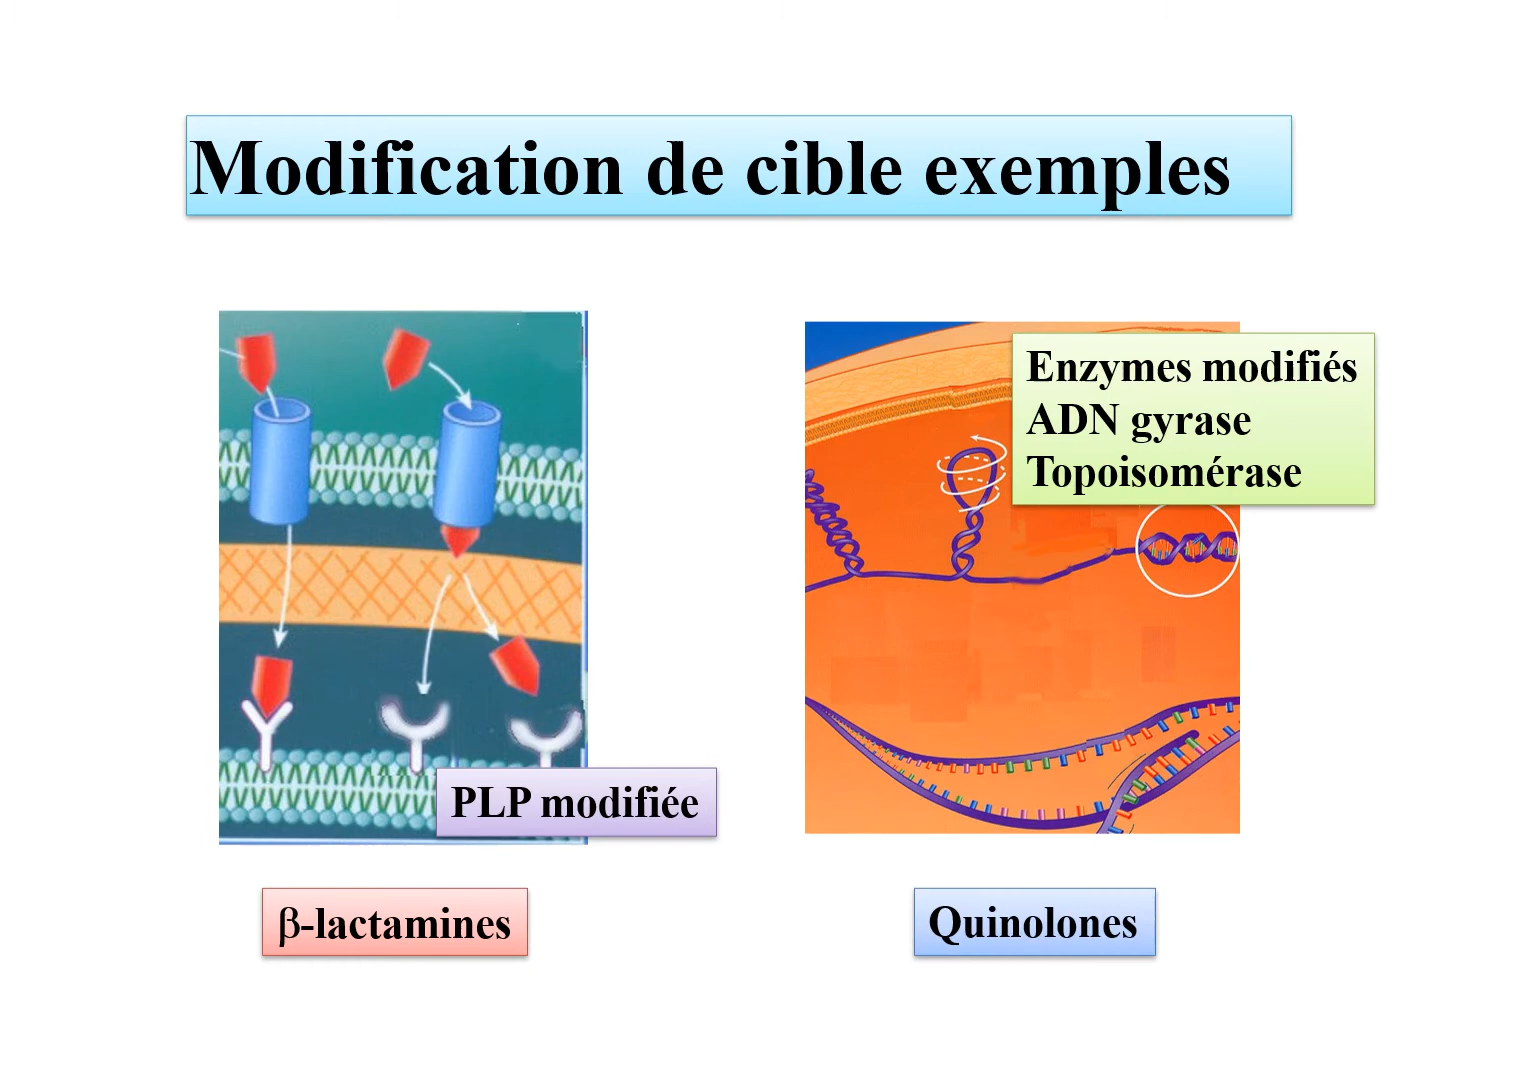 Modification de cible exemples
Enzymes modifiés
ADN gyrase
Topoisomérase
PLP modifiée
β-lactamines
Quinolones